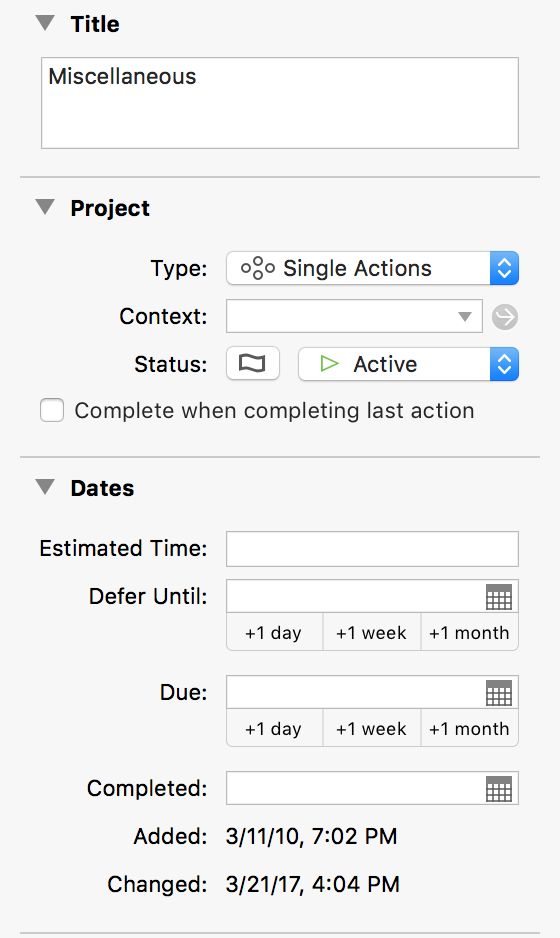 Title
Miscellaneous
Project
Type: Single Actions
Context:
Status: Active
Complete when completing last action
Dates
Estimated Time:
Defer Until:
+1 day +1 week +1 month
Due:
+1 day +1 week +1 month
Completed:
Added: 3/11/10, 7:02 PM
Changed: 3/21/17, 4:04 PM